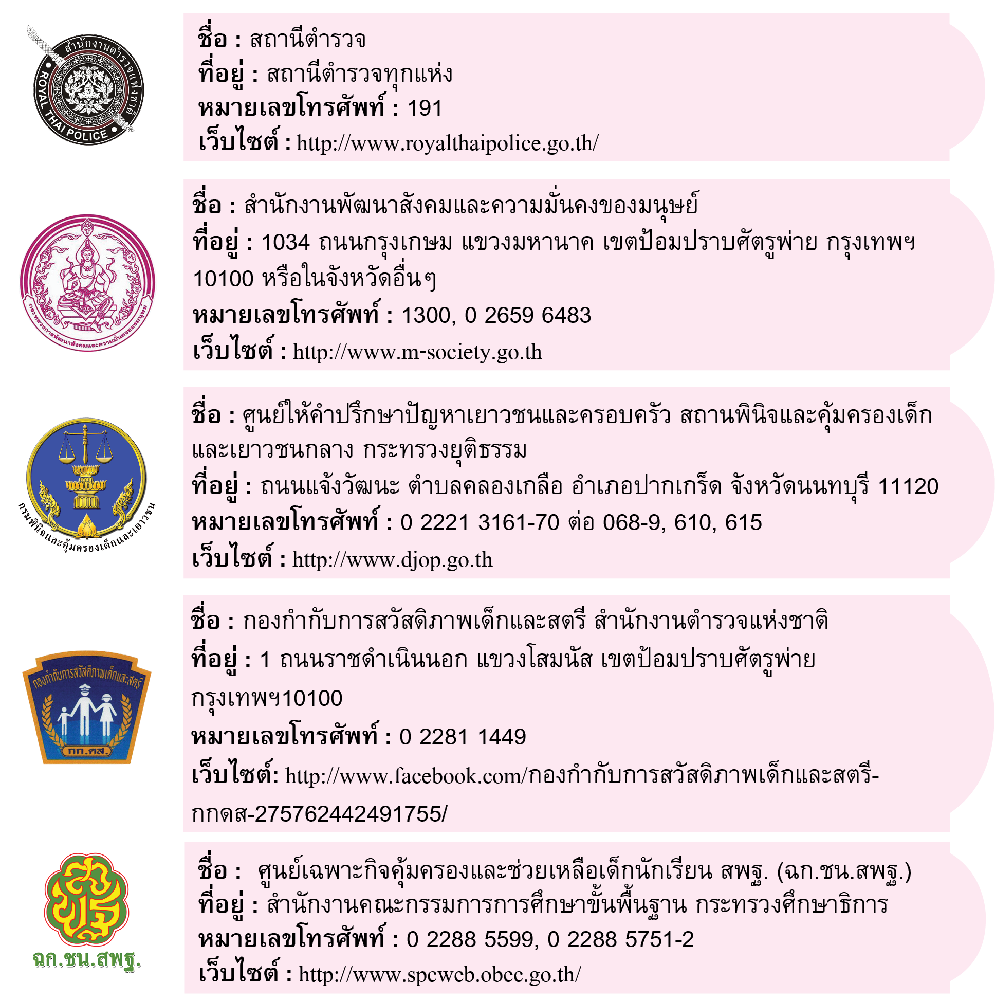 สำนักงานตำรวจแห่งชาติ
ROYAL THAI POLICE
ชื่อ : สถานีตำรวจ
ที่อยู่ : สถานีตำรวจทุกแห่ง
หมายเลขโทรศัพท์ : 191
เว็บไซต์ : http://www.royalthaipolice.go.th/
กระทรวงการพัฒนาสังคมและความมั่นคงของมนุษย์
ชื่อ : สำนักงานพัฒนาสังคมและความมั่นคงของมนุษย์
ที่อยู่ : 1034 ถนนกรุงเกษม แขวงมหานาค เขตป้อมปราบศัตรูพ่าย กรุงเทพฯ
10100 หรือในจังหวัดอื่นๆ
หมายเลขโทรศัพท์ : 1300, 0 2659 6483
เว็บไซต์ : http://www.m-society.go.th
กรมพินิจและคุ้มครองเด็กและเยาวชน
ชื่อ : ศูนย์ให้คำปรึกษาปัญหาเยาวชนและครอบครัว สถานพินิจและคุ้มครองเด็ก
และเยาวชนกลาง กระทรวงยุติธรรม
ที่อยู่ : ถนนแจ้งวัฒนะ ตำบลคลองเกลือ อำเภอปากเกร็ด จังหวัดนนทบุรี 11120
หมายเลขโทรศัพท์ : 0 2221 3161-70 ต่อ 068-9, 610, 615
เว็บไซต์ : http://www.djop.go.th
กองกำกับการสวัสดิภาพเด็กและสตรี
กก.ดส.
ชื่อ : กองกำกับการสวัสดิภาพเด็กและสตรี สำนักงานตำรวจแห่งชาติ
ที่อยู่ : 1 ถนนราชดำเนินนอก แขวงโสมนัส เขตป้อมปราบศัตรูพ่าย
กรุงเทพฯ10100
หมายเลขโทรศัพท์ : 0 2281 1449
เว็บไซต์: http://www.facebook.com/กองกำกับการสวัสดิภาพเด็กและสตรี-
กกดส-275762442491755/
ฉก.ชน.สพฐ.
ชื่อ : ศูนย์เฉพาะกิจคุ้มครองและช่วยเหลือเด็กนักเรียน สพฐ. (ฉก.ชน.สพฐ.)
ที่อยู่ : สำนักงานคณะกรรมการการศึกษาขั้นพื้นฐาน กระทรวงศึกษาธิการ
หมายเลขโทรศัพท์ : 0 2288 5599, 0 2288 5751-2
เว็บไซต์ : http://www.spcweb.obec.go.th/